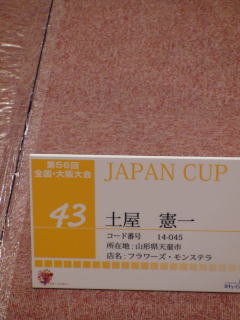 第56回
全国・大阪大会
JAPAN CUP
43
土屋 憲一
コード番号 14-045
所在地:山形県天童市
店名:フラワーズ・モンステラ